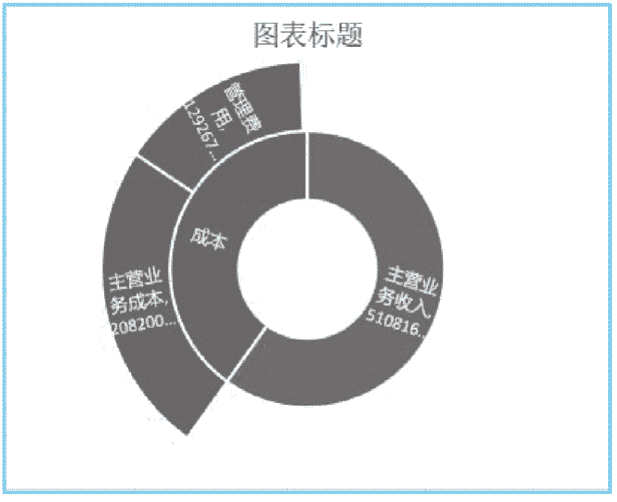 图表标题
管理费
用,
129267...
成本
主营业
务成本,
208200...
主营业
务收入,
510816...